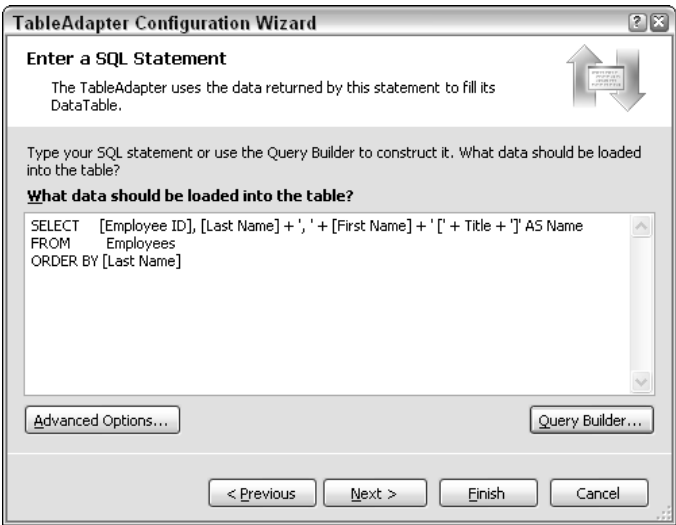 TableAdapter Configuration Wizard
Enter a SQL Statement
The TableAdapter uses the data returned by this statement to fill its
DataTable.
Type your SQL statement or use the Query Builder to construct it. What data should be loaded
into the table?
What data should be loaded into the table?
SELECT [Employee ID], [Last Name] + ', ' + [First Name] + ' [' + Title + ']' AS Name
FROM Employees
ORDER BY [Last Name]
Advanced Options...
Query Builder...
< Previous
Next >
Finish
Cancel